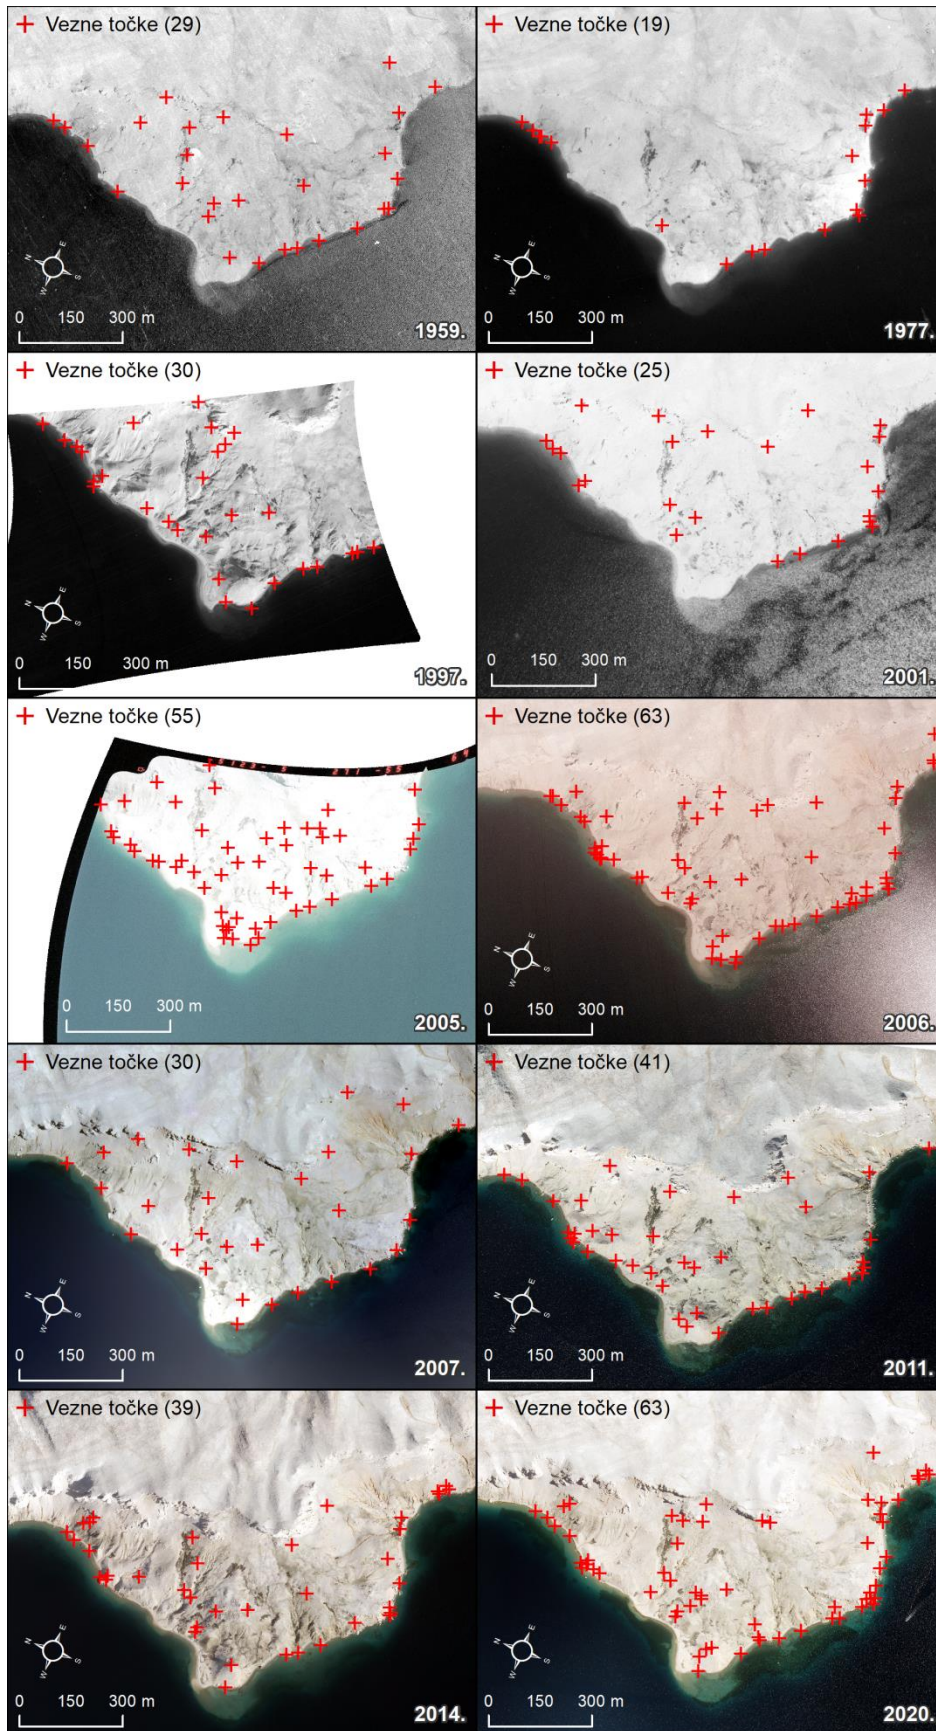 Vezne točke (29)
N E
W S
0 150 300 m
1959.
Vezne točke (19)
N E
W S
0 150 300 m
1977.
Vezne točke (30)
N E
W S
0 150 300 m
1997.
Vezne točke (25)
N E
W S
0 150 300 m
2001.
Vezne točke (55)
0 150 300 m
2005.
Vezne točke (63)
N E
W S
0 150 300 m
2006.
Vezne točke (30)
N E
W S
0 150 300 m
2007.
Vezne točke (41)
N E
W S
0 150 300 m
2011.
Vezne točke (39)
N E
W S
0 150 300 m
2014.
Vezne točke (63)
N E
W S
0 150 300 m
2020.